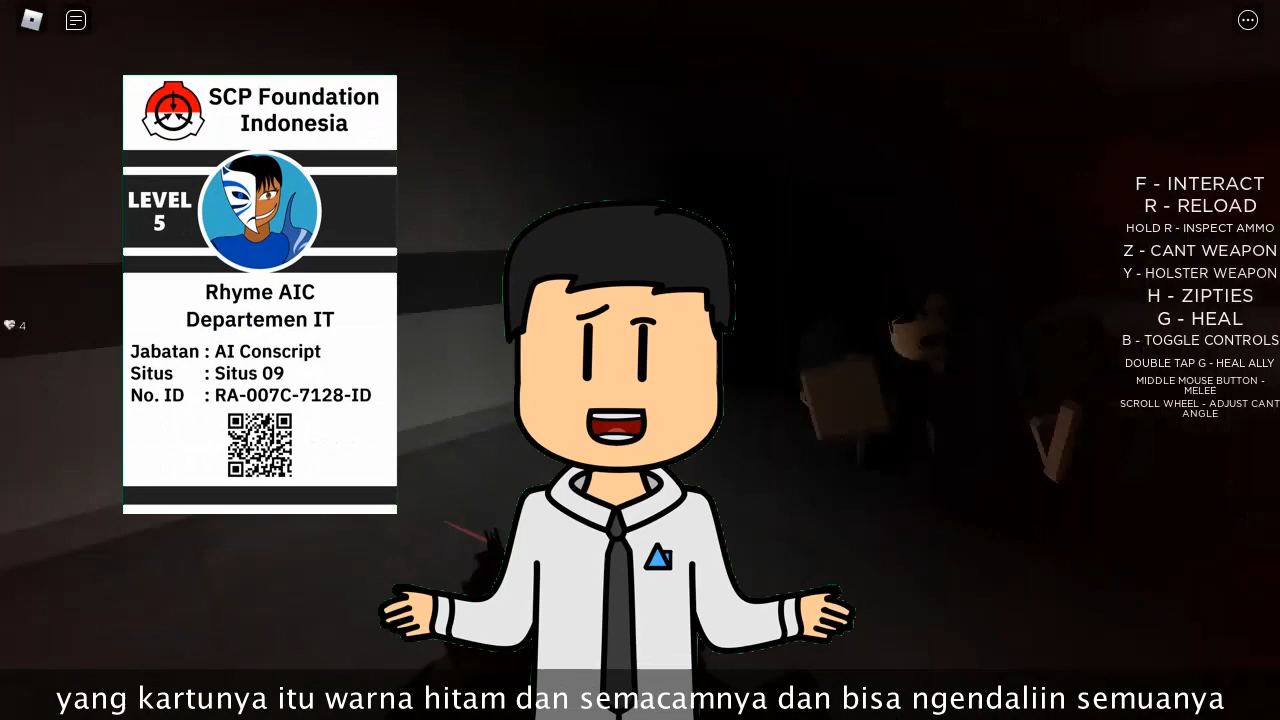 SCP Foundation
Indonesia
LEVEL
5
Rhyme AIC
Departemen IT
Jabatan : AI Conscript
Situs : Situs 09
No. ID : RA-007C-7128-ID
4
F - INTERACT
R - RELOAD
HOLD R - INSPECT AMMO
Z - CANT WEAPON
Y - HOLSTER WEAPON
H - ZIPTIES
G - HEAL
B - TOGGLE CONTROLS
DOUBLE TAP G - HEAL ALLY
MIDDLE MOUSE BUTTON -
MELEE
SCROLL WHEEL - ADJUST CANT
ANGLE
yang kartunya itu warna hitam dan semacamnya dan bisa ngendaliin semuanya